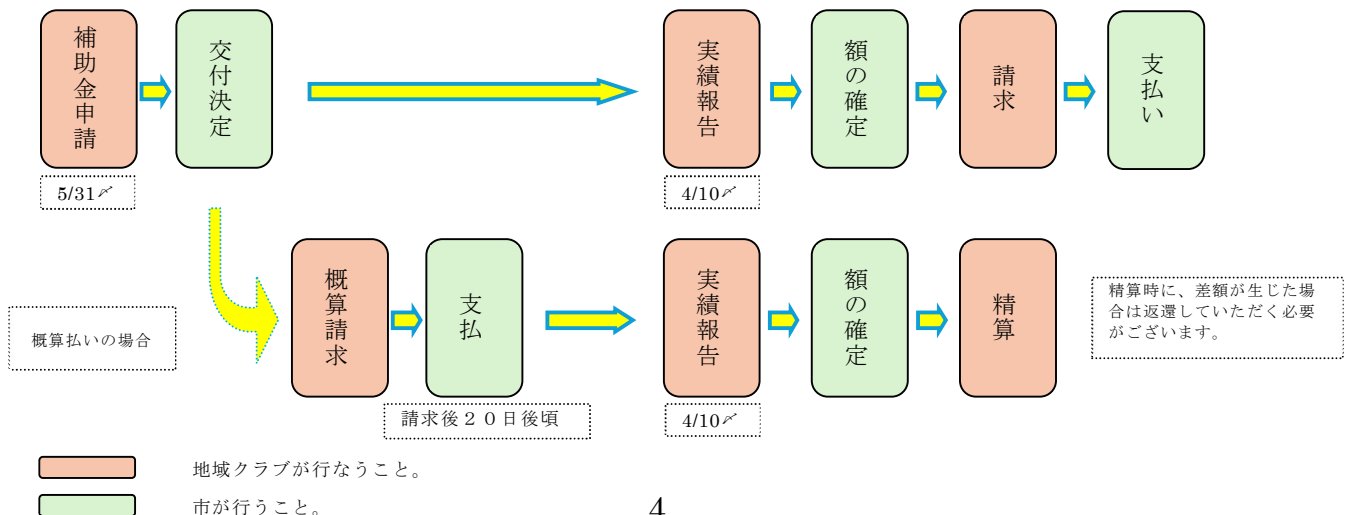 補助金申請
交付決定
実績報告
額の確定
請求
支払い
5/31〆
4/10〆
概算払いの場合
概算請求
支払
実績報告
額の確定
精算
精算時に、差額が生じた場
合は返還していただく必要
がございます。
請求後２０日後頃
4/10〆
地域クラブが行なうこと。
市が行うこと。
4